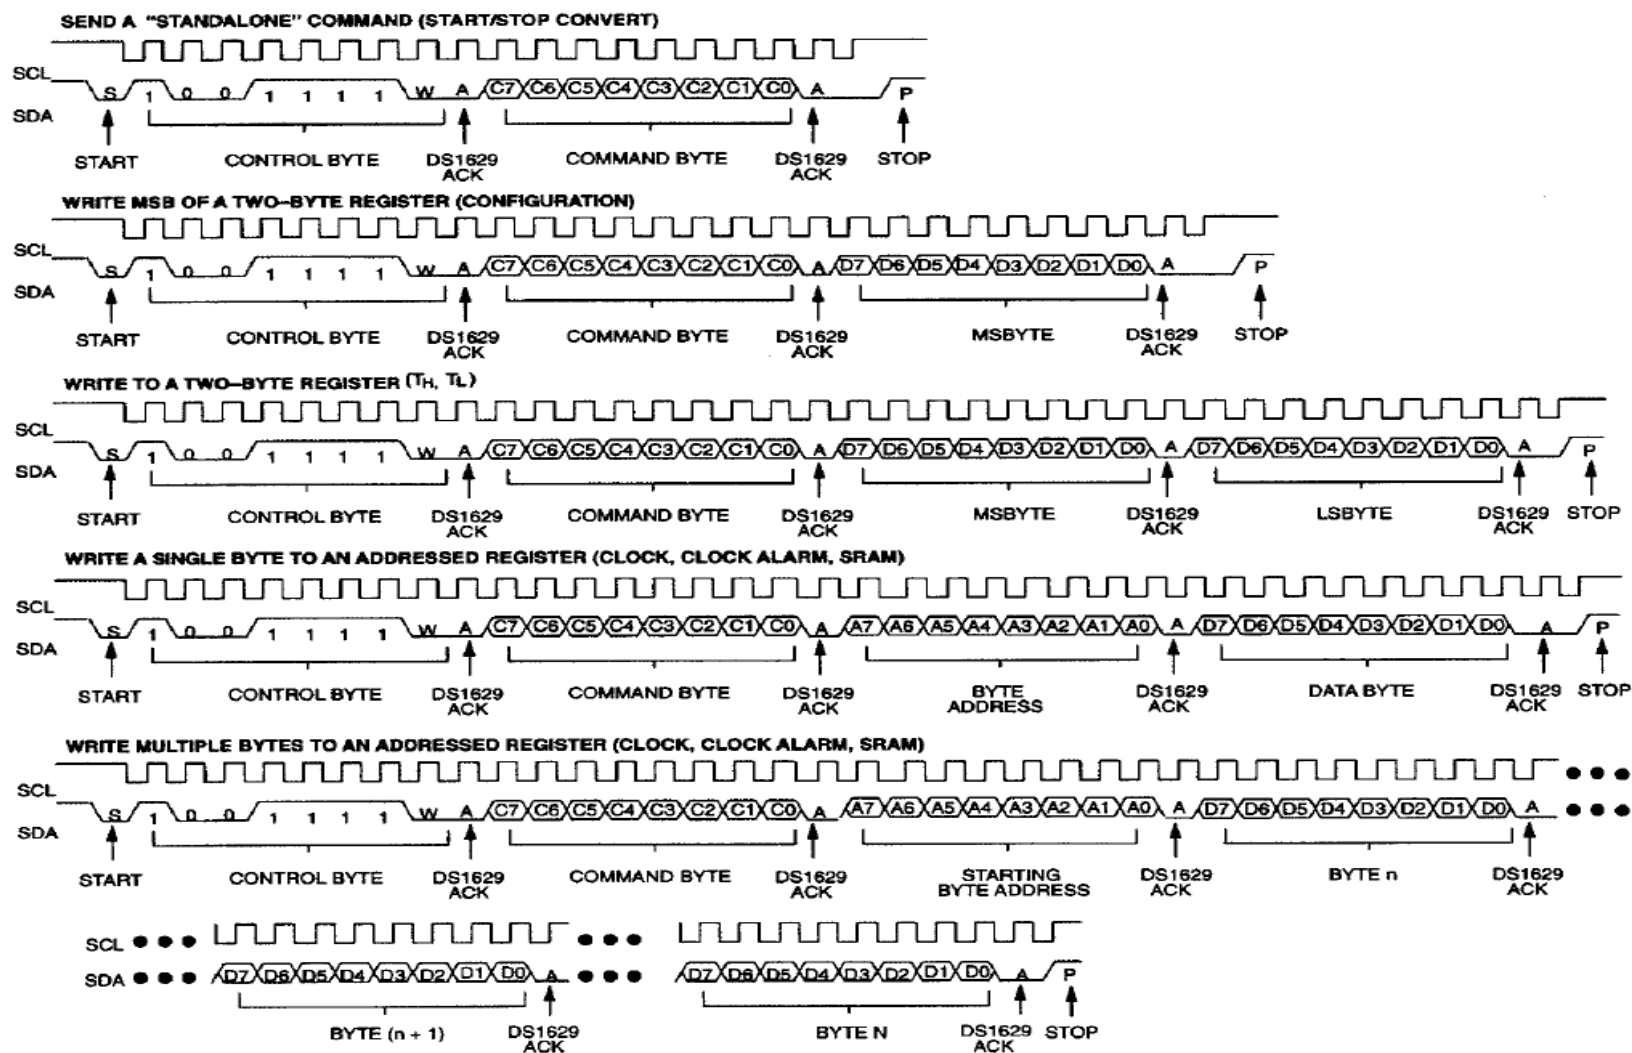 SEND A "STANDALONE" COMMAND (START/STOP CONVERT)
SCL
S 1 0 0 1 1 1 1 W A C7 C6 C5 C4 C3 C2 C1 C0 A P
SDA
START CONTROL BYTE DS1629 ACK COMMAND BYTE DS1629 ACK STOP
WRITE MSB OF A TWO-BYTE REGISTER (CONFIGURATION)
SCL
S 1 0 0 1 1 1 1 W A C7 C6 C5 C4 C3 C2 C1 C0 A D7 D6 D5 D4 D3 D2 D1 D0 A P
SDA
START CONTROL BYTE DS1629 ACK COMMAND BYTE DS1629 ACK MSBYTE DS1629 ACK STOP
WRITE TO A TWO-BYTE REGISTER (TH, TL)
SCL
S 1 0 0 1 1 1 1 W A C7 C6 C5 C4 C3 C2 C1 C0 A D7 D6 D5 D4 D3 D2 D1 D0 A D7 D6 D5 D4 D3 D2 D1 D0 A P
SDA
START CONTROL BYTE DS1629 ACK COMMAND BYTE DS1629 ACK MSBYTE DS1629 ACK LSBYTE DS1629 ACK STOP
WRITE A SINGLE BYTE TO AN ADDRESSED REGISTER (CLOCK, CLOCK ALARM, SRAM)
SCL
S 1 0 0 1 1 1 1 W A C7 C6 C5 C4 C3 C2 C1 C0 A A7 A6 A5 A4 A3 A2 A1 A0 A D7 D6 D5 D4 D3 D2 D1 D0 A P
SDA
START CONTROL BYTE DS1629 ACK COMMAND BYTE DS1629 ACK BYTE ADDRESS DS1629 ACK DATA BYTE DS1629 ACK STOP
WRITE MULTIPLE BYTES TO AN ADDRESSED REGISTER (CLOCK, CLOCK ALARM, SRAM)
SCL
S 1 0 0 1 1 1 1 W A C7 C6 C5 C4 C3 C2 C1 C0 A A7 A6 A5 A4 A3 A2 A1 A0 A D7 D6 D5 D4 D3 D2 D1 D0 A
SDA
START CONTROL BYTE DS1629 ACK COMMAND BYTE DS1629 ACK STARTING BYTE ADDRESS DS1629 ACK BYTE n DS1629 ACK
SCL
SDA D7 D6 D5 D4 D3 D2 D1 D0 A D7 D6 D5 D4 D3 D2 D1 D0 A P
BYTE (n + 1) DS1629 ACK BYTE N DS1629 ACK STOP